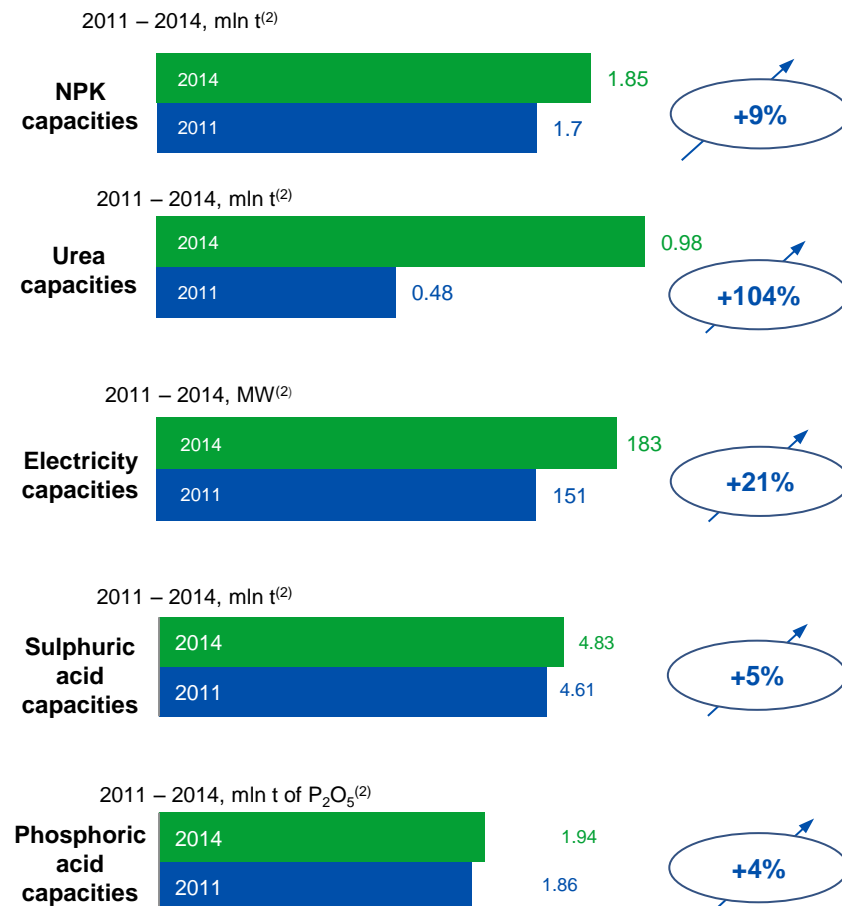 2011 – 2014, mln t(2)
NPK
capacities
2014
1.85
2011
1.7
+9%
2011 – 2014, mln t(2)
Urea
capacities
2014
0.98
2011
0.48
+104%
2011 – 2014, MW(2)
Electricity
capacities
2014
183
2011
151
+21%
2011 – 2014, mln t(2)
Sulphuric
acid
capacities
2014
4.83
2011
4.61
+5%
2011 – 2014, mln t of P2O5(2)
Phosphoric
acid
capacities
2014
1.94
2011
1.86
+4%